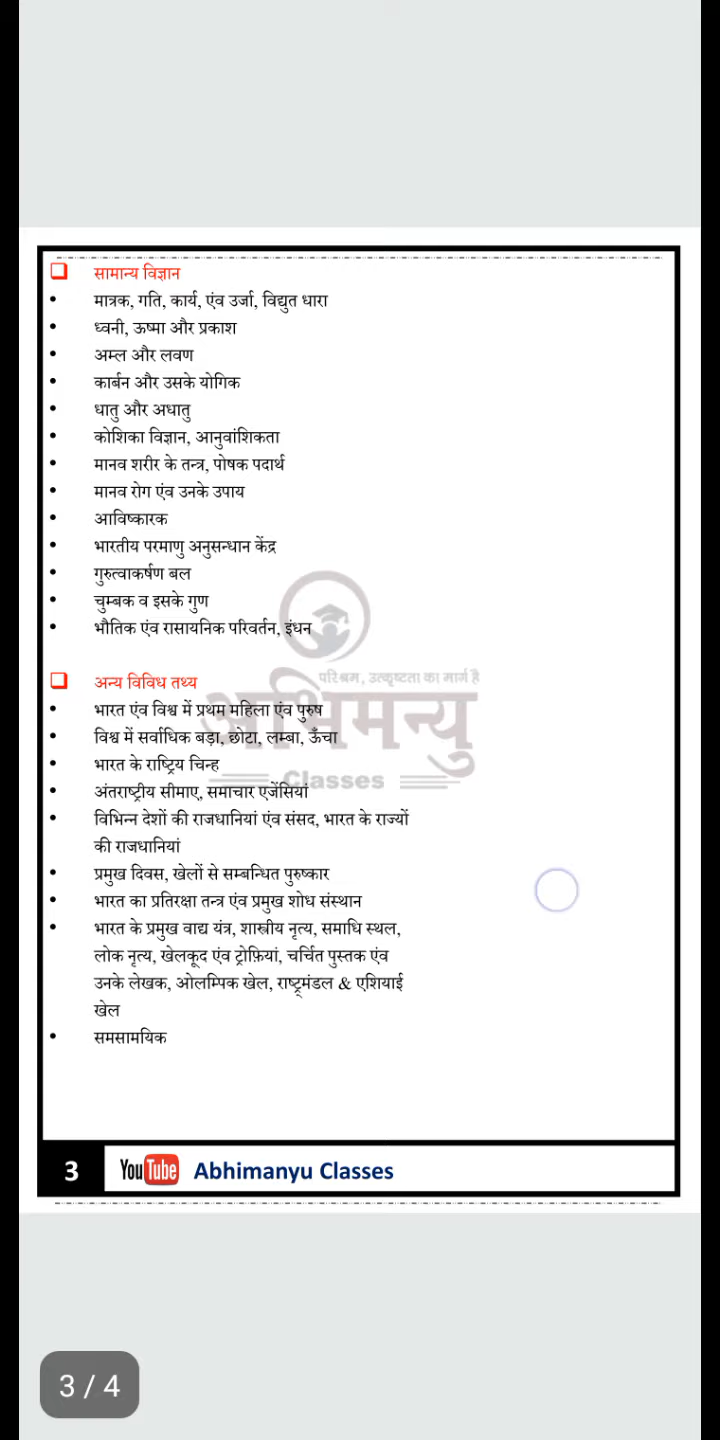 सामान्य विज्ञान
मात्रक, गति, कार्य, एंव उर्जा, विद्युत धारा
ध्वनी, ऊष्मा और प्रकाश
अम्ल और लवण
कार्बन और उसके योगिक
धातु और अधातु
कोशिका विज्ञान, आनुवांशिकता
मानव शरीर के तन्त्र, पोषक पदार्थ
मानव रोग एंव उनके उपाय
आविष्कारक
भारतीय परमाणु अनुसन्धान केंद्र
गुरुत्वाकर्षण बल
चुम्बक व इसके गुण
भौतिक एंव रासायनिक परिवर्तन, इंधन
परिश्रम, उत्कृष्टता का मार्ग है
अभिमन्यु
Classes
अन्य विविध तथ्य
भारत एंव विश्व में प्रथम महिला एंव पुरुष
विश्व में सर्वाधिक बड़ा, छोटा, लम्बा, ऊँचा
भारत के राष्ट्रिय चिन्ह
अंतराष्ट्रीय सीमाए, समाचार एजेंसियां
विभिन्न देशों की राजधानियां एंव संसद, भारत के राज्यों
की राजधानियां
प्रमुख दिवस, खेलों से सम्बन्धित पुरुष्कार
भारत का प्रतिरक्षा तन्त्र एंव प्रमुख शोध संस्थान
भारत के प्रमुख वाद्य यंत्र, शास्त्रीय नृत्य, समाधि स्थल,
लोक नृत्य, खेलकूद एंव ट्रोफ़ियां, चर्चित पुस्तक एंव
उनके लेखक, ओलम्पिक खेल, राष्ट्र्मंडल & एशियाई
खेल
समसामयिक
3 YouTube Abhimanyu Classes
3 / 4